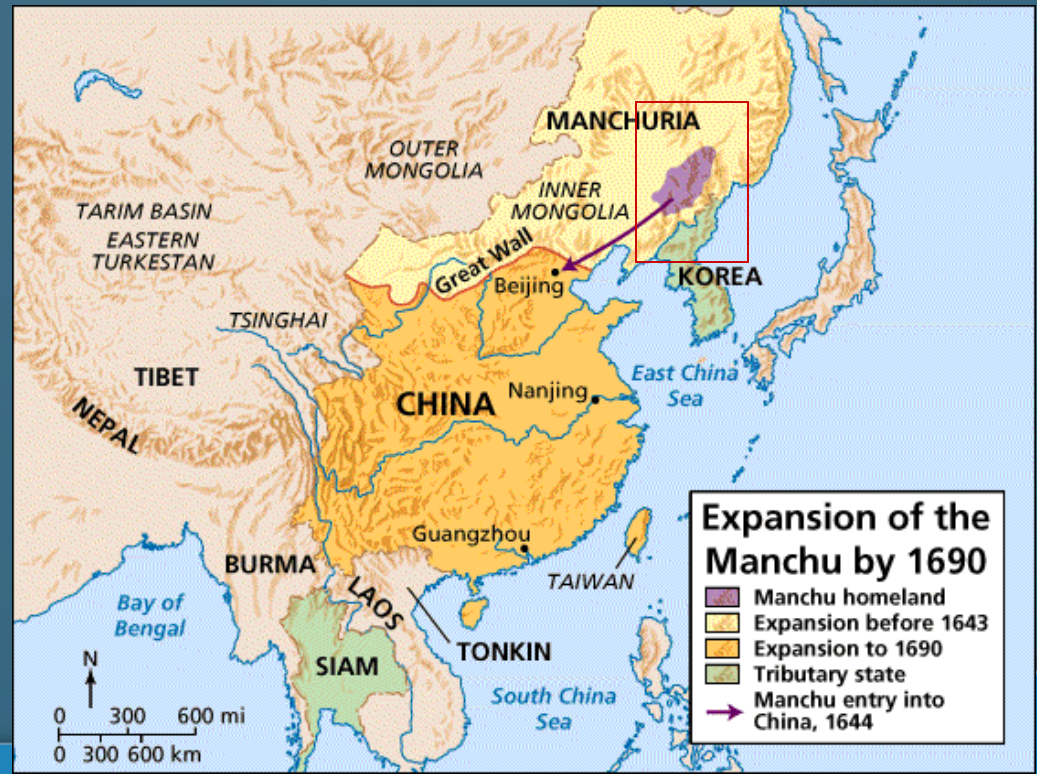 MANCHURIA
OUTER
MONGOLIA
INNER
MONGOLIA
TARIM BASIN
EASTERN
TURKESTAN
Great Wall
Beijing
KOREA
TSINGHAI
TIBET
CHINA
Nanjing
East China
Sea
NEPAL
Guangzhou
BURMA
TAIWAN
LAOS
Bay of
Bengal
TONKIN
SIAM
South China
Sea
N
0 300 600 mi
0 300 600 km
Expansion of the
Manchu by 1690
Manchu homeland
Expansion before 1643
Expansion to 1690
Tributary state
Manchu entry into
China, 1644